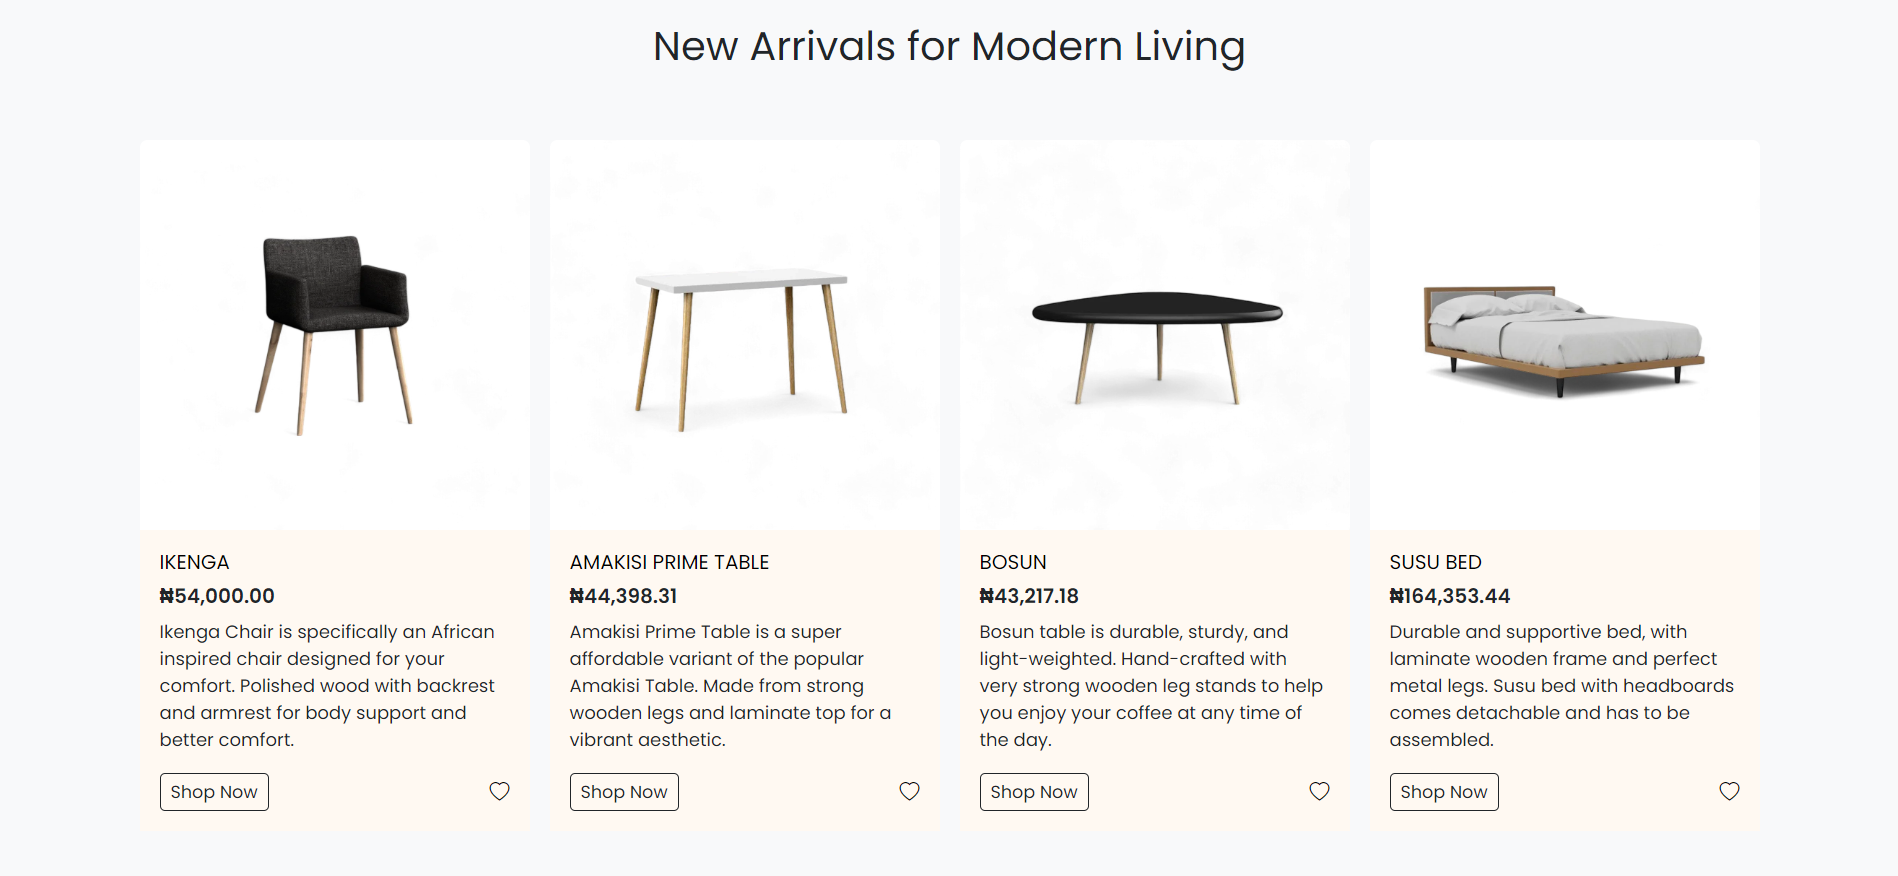 New Arrivals for Modern Living
IKENGA
₦54,000.00
Ikenga Chair is specifically an African
inspired chair designed for your
comfort. Polished wood with backrest
and armrest for body support and
better comfort.
Shop Now
AMAKISI PRIME TABLE
₦44,398.31
Amakisi Prime Table is a super
affordable variant of the popular
Amakisi Table. Made from strong
wooden legs and laminate top for a
vibrant aesthetic.
Shop Now
BOSUN
₦43,217.18
Bosun table is durable, sturdy, and
light-weighted. Hand-crafted with
very strong wooden leg stands to help
you enjoy your coffee at any time of
the day.
Shop Now
SUSU BED
₦164,353.44
Durable and supportive bed, with
laminate wooden frame and perfect
metal legs. Susu bed with headboards
comes detachable and has to be
assembled.
Shop Now